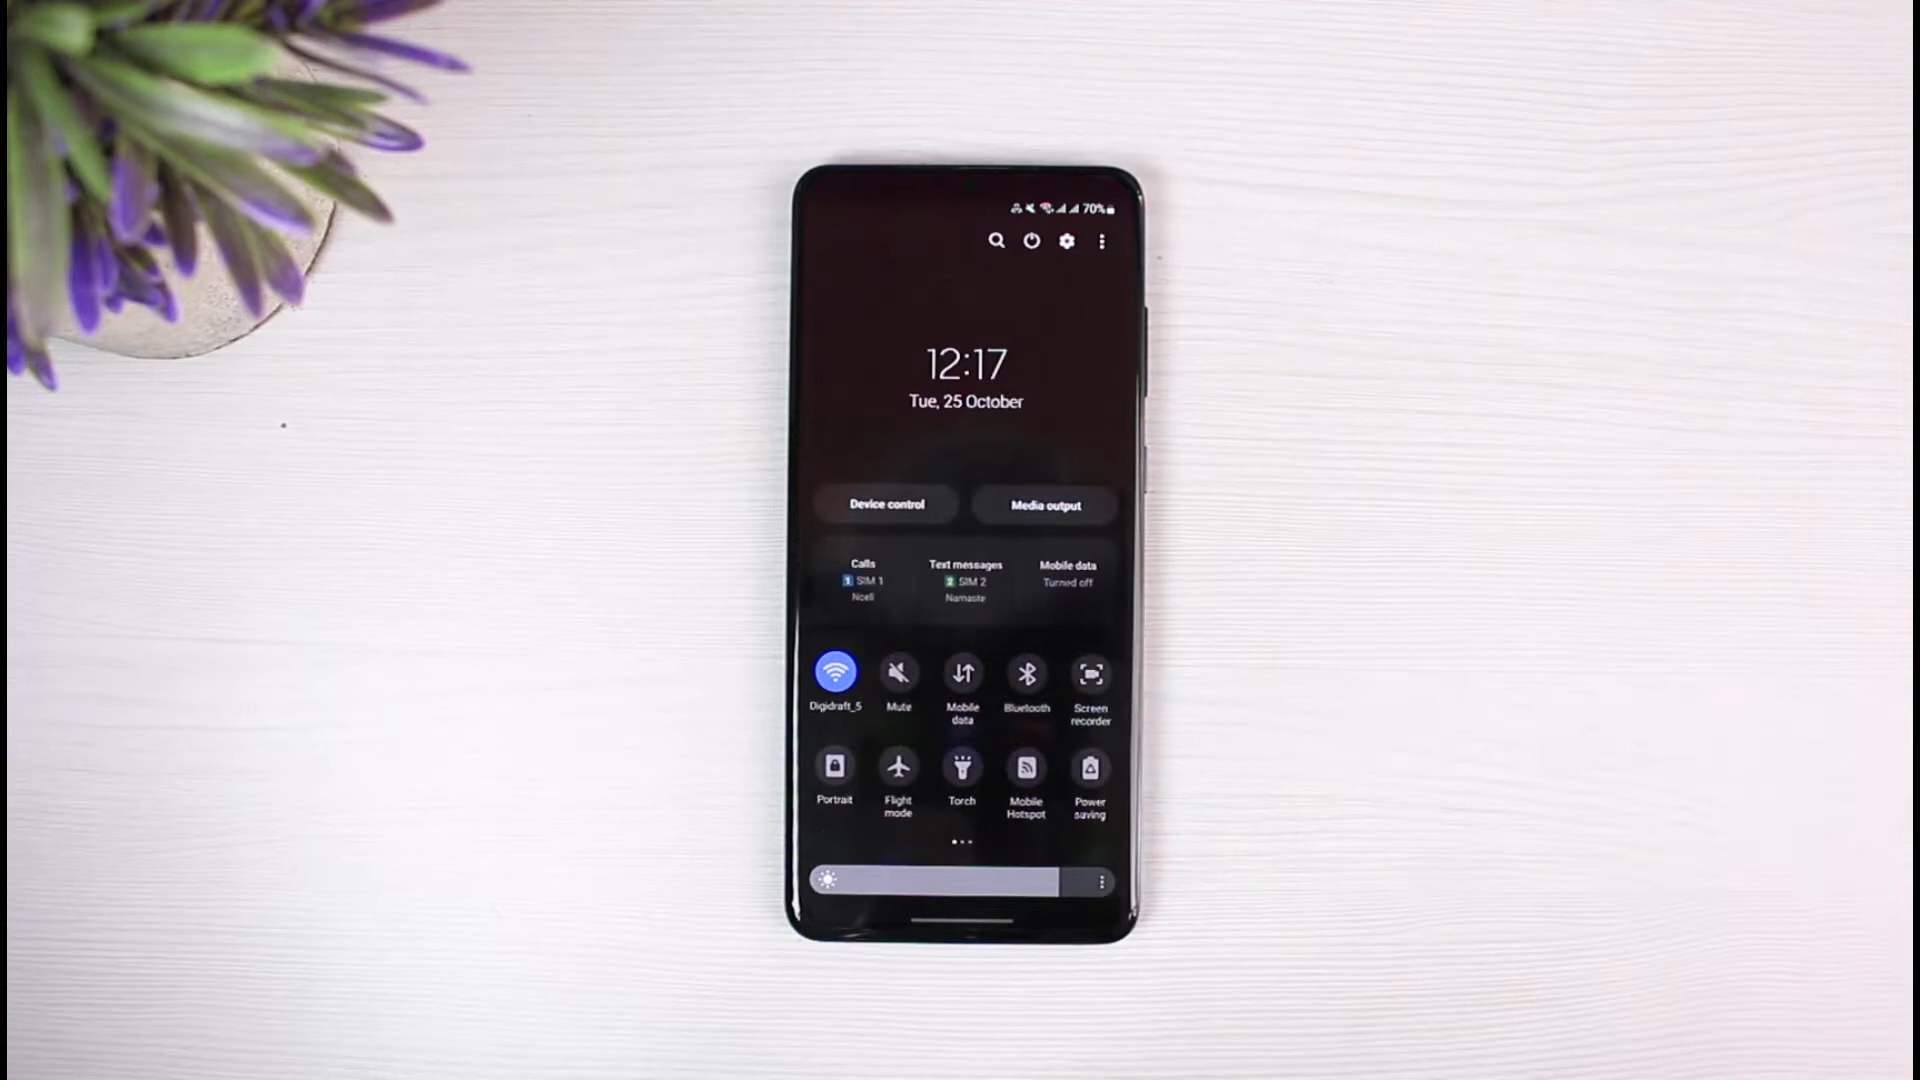 70%
12:17
Tue, 25 October
Device control
Media output
Calls
1 SIM 1
Ncell
Text messages
2 SIM 2
Namaste
Mobile data
Turned off
Digidraft_5
Mute
Mobile
data
Bluetooth
Screen
recorder
Portrait
Flight
mode
Torch
Mobile
Hotspot
Power
saving